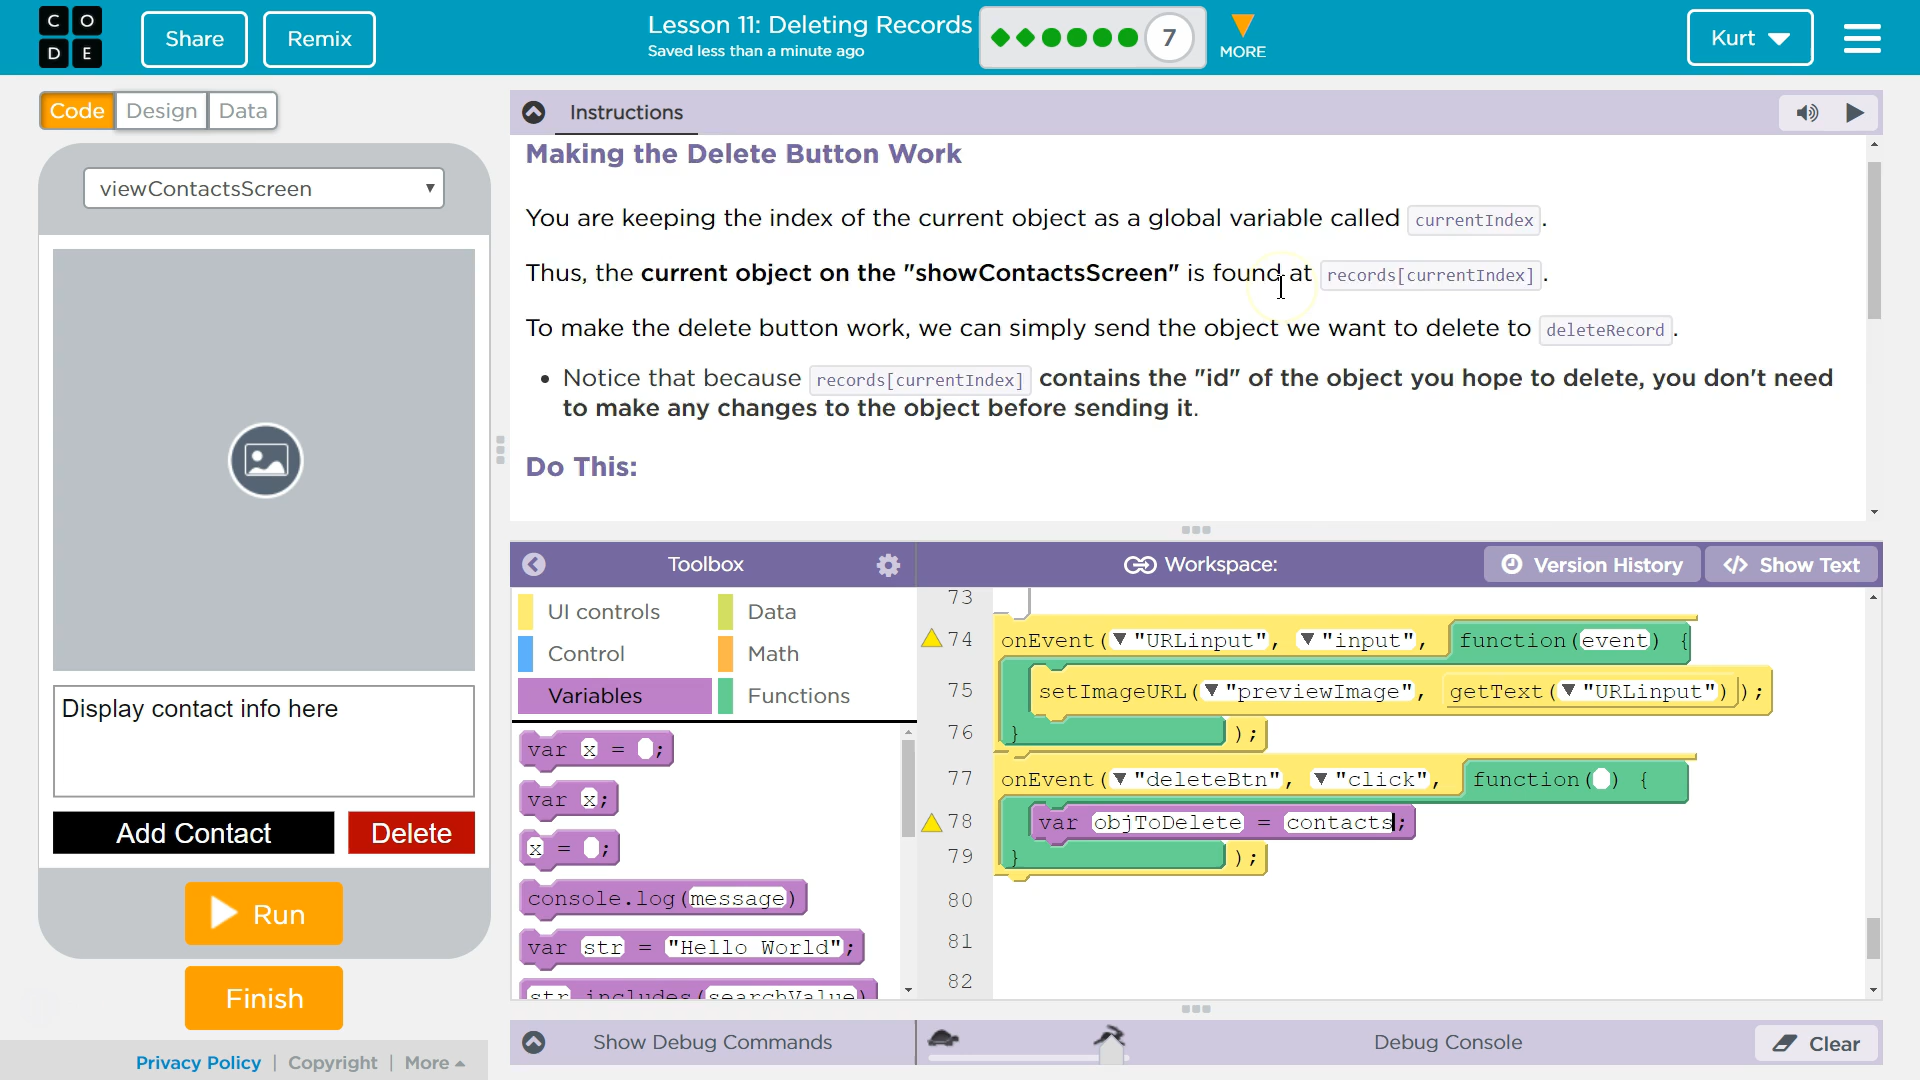 C O
D E
Share
Remix
Lesson 11: Deleting Records
Saved less than a minute ago
7
MORE
Kurt
Code
Design
Data
viewContactsScreen
Display contact info here
Add Contact
Delete
Run
Finish
Privacy Policy | Copyright | More
Instructions
Making the Delete Button Work
You are keeping the index of the current object as a global variable called currentIndex.
Thus, the current object on the "showContactsScreen" is found at records[currentIndex].
To make the delete button work, we can simply send the object we want to delete to deleteRecord.
Notice that because records[currentIndex] contains the "id" of the object you hope to delete, you don't need
to make any changes to the object before sending it.
Do This:
Toolbox
UI controls
Data
Control
Math
Variables
Functions
var x = ;
var x;
x = ;
console.log(message)
var str = "Hello World";
str.includes(searchValue)
Workspace:
Version History
Show Text
73
74 onEvent("URLinput", "input", function(event) {
75 setImageURL("previewImage", getText("URLinput"));
76 } );
77 onEvent("deleteBtn", "click", function() {
78 var objToDelete = contacts;
79 } );
80
81
82
Show Debug Commands
Debug Console
Clear